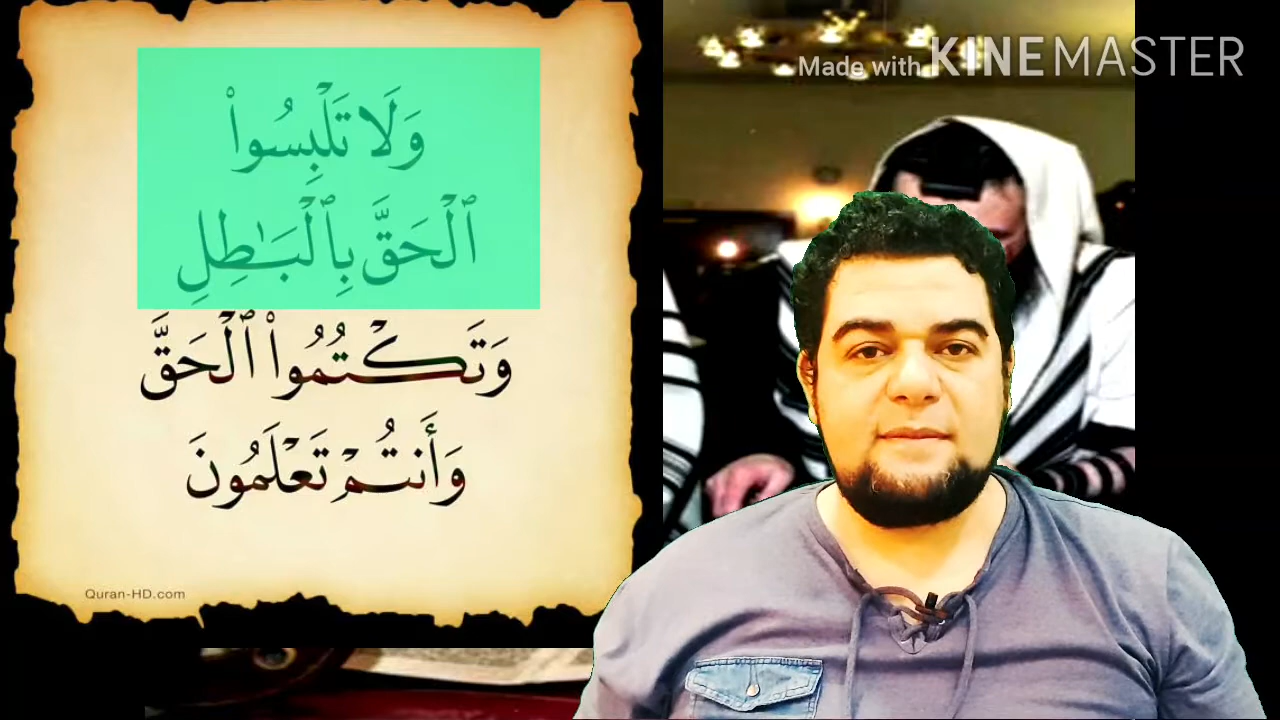 وَلَا تَلْبِسُوا۟
ٱلْحَقَّ بِٱلْبَـٰطِلِ
وَتَكْتُمُوا۟ ٱلْحَقَّ
وَأَنتُمْ تَعْلَمُونَ
Quran-HD.com
Made with KINEMASTER